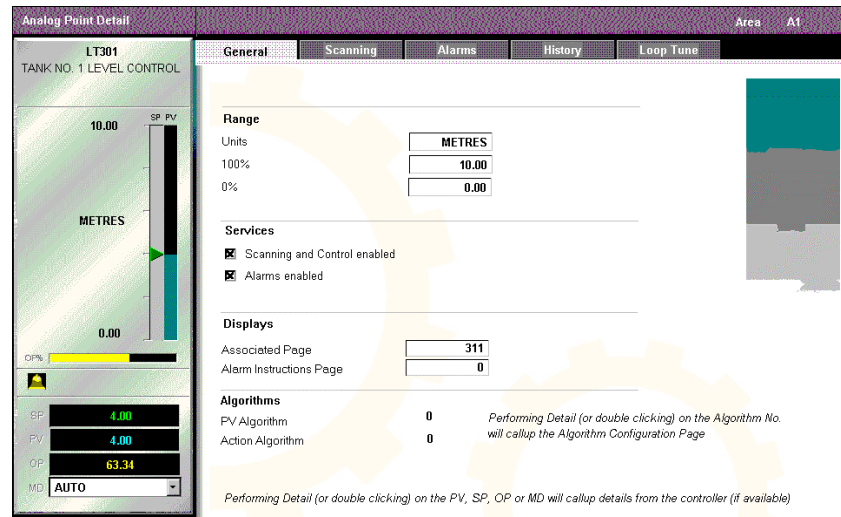 Analog Point Detail
Area A1
LT301
TANK NO. 1 LEVEL CONTROL
General Scanning Alarms History Loop Tune
SP PV
10.00
METRES
0.00
OP%
SP 4.00
PV 4.00
OP 63.34
MD AUTO
Range
Units METRES
100% 10.00
0% 0.00
Services
Scanning and Control enabled
Alarms enabled
Displays
Associated Page 311
Alarm Instructions Page 0
Algorithms
PV Algorithm 0
Action Algorithm 0
Performing Detail (or double clicking) on the Algorithm No.
will callup the Algorithm Configuration Page
Performing Detail (or double clicking) on the PV, SP, OP or MD will callup details from the controller (if available)